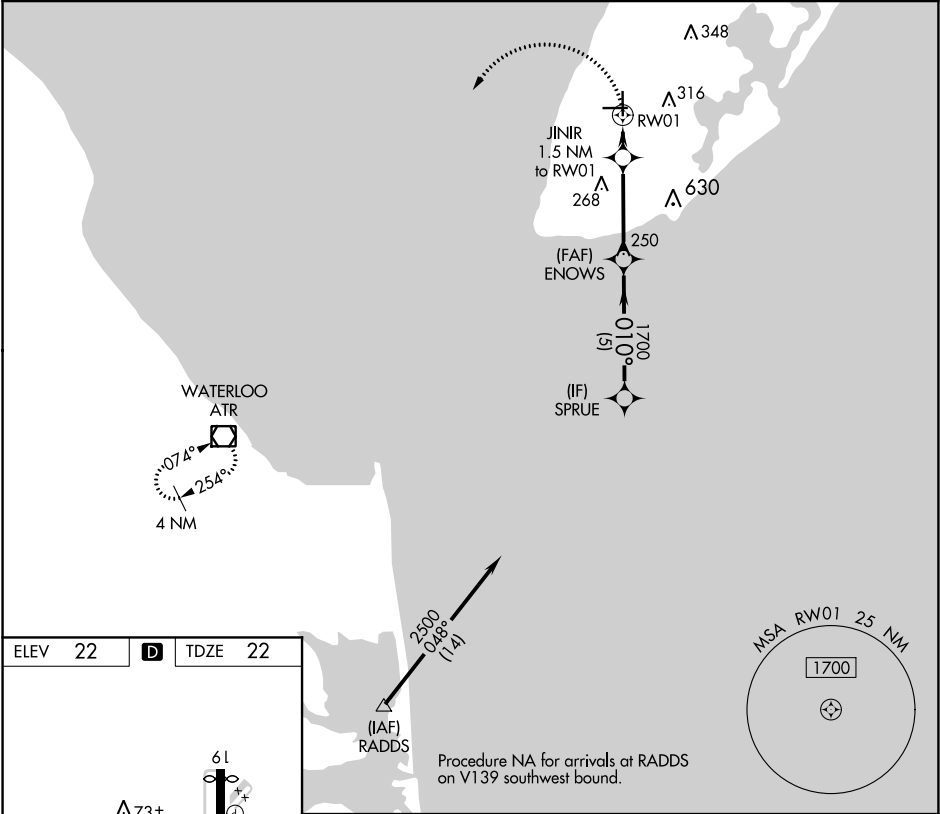 348
316
RW01
JINIR
1.5 NM
to RW01
268
630
250
(FAF)
ENOWS
1700
010°
(5)
(IF)
SPRUE
WATERLOO
ATR
074°
254°
4 NM
2500
048°
(14)
(IAF)
RADDS
MSA RW01 25 NM
1700
Procedure NA for arrivals at RADDS
on V139 southwest bound.
ELEV 22
D
TDZE 22
19
73±